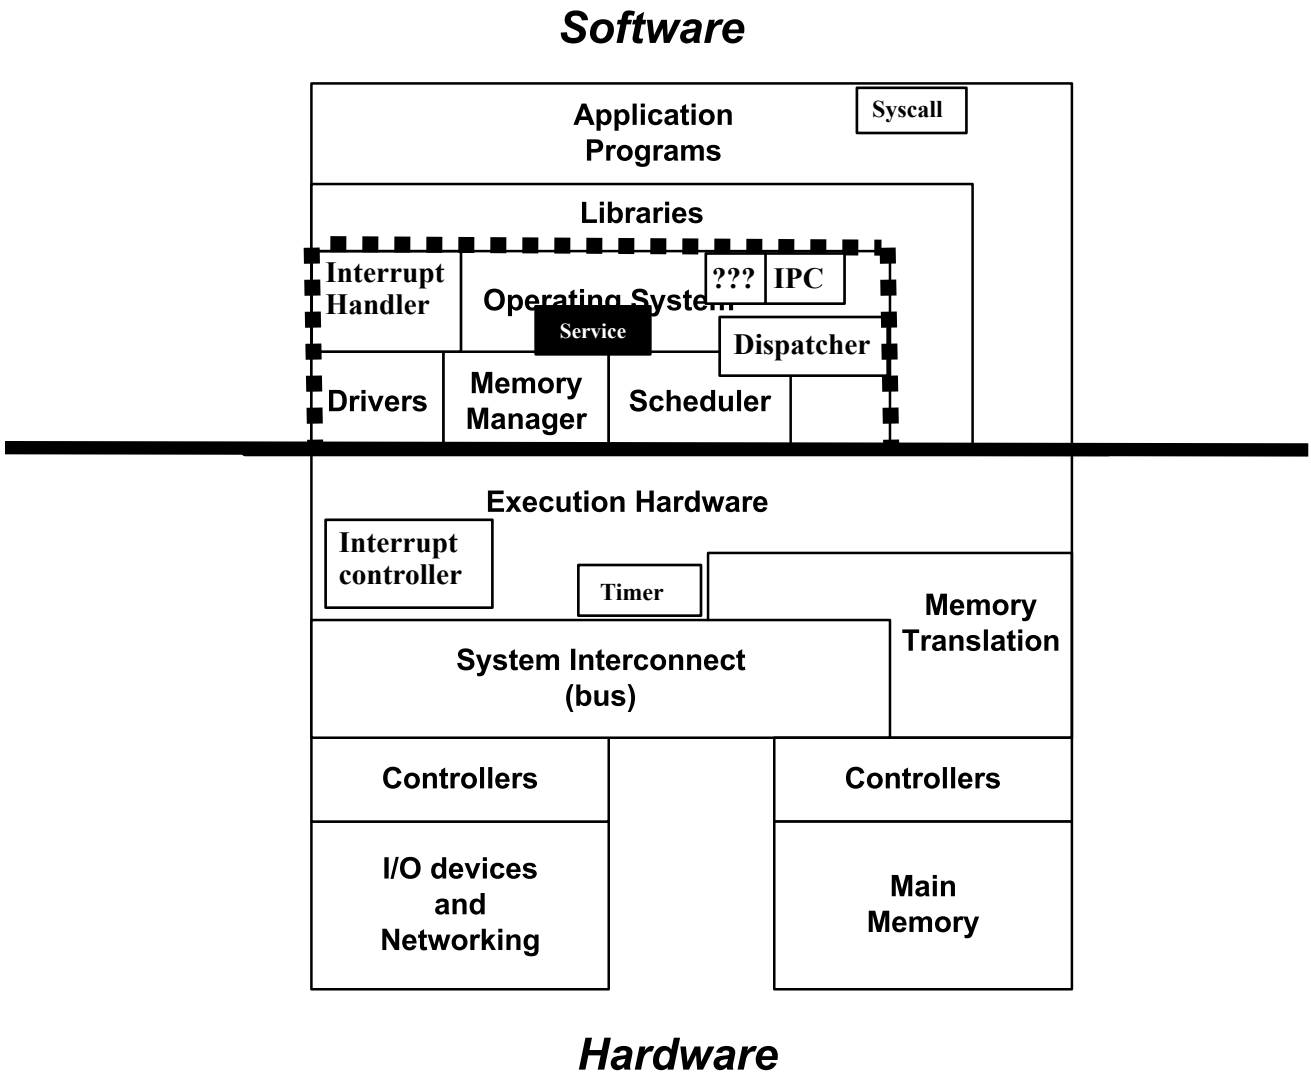 Software
Application
Programs
Syscall
Libraries
Interrupt
Handler
Operating System
??? IPC
Service
Dispatcher
Drivers
Memory
Manager
Scheduler
Execution Hardware
Interrupt
controller
Timer
Memory
Translation
System Interconnect
(bus)
Controllers
Controllers
I/O devices
and
Networking
Main
Memory
Hardware